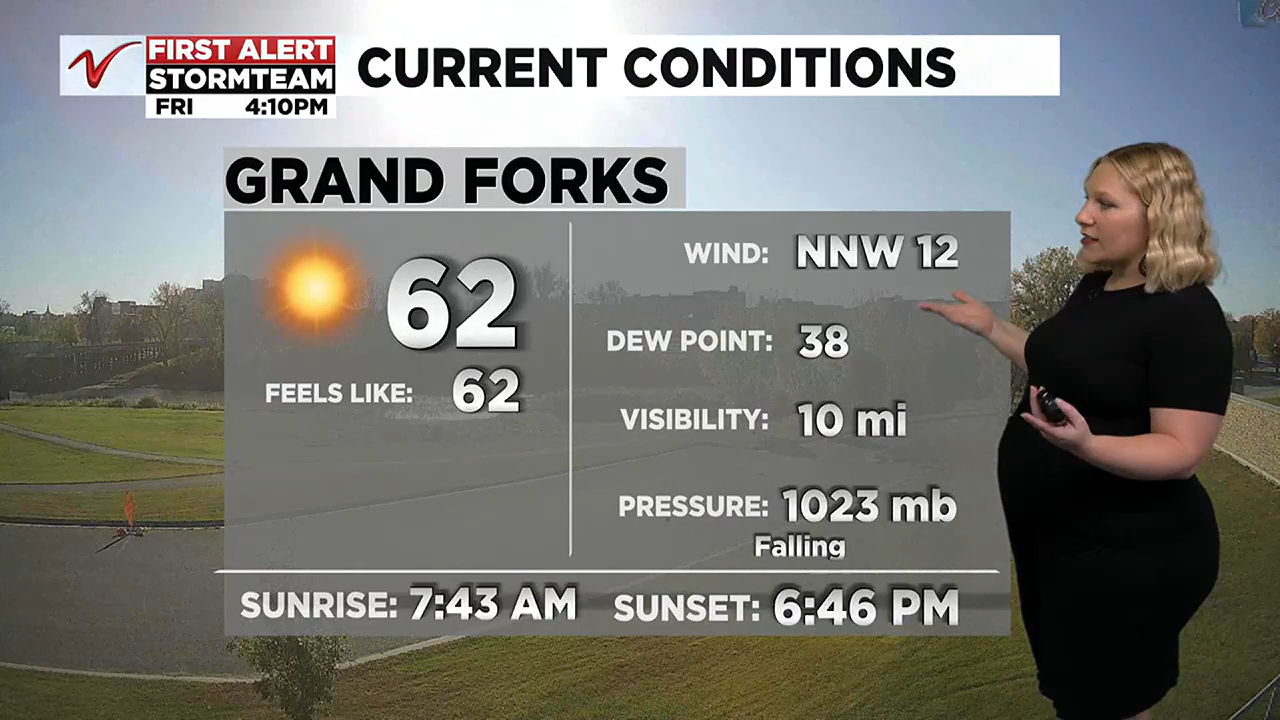 FIRST ALERT
STORMTEAM
FRI 4:10PM
CURRENT CONDITIONS
GRAND FORKS
62
FEELS LIKE: 62
WIND: NNW 12
DEW POINT: 38
VISIBILITY: 10 mi
PRESSURE: 1023 mb
Falling
SUNRISE: 7:43 AM
SUNSET: 6:46 PM